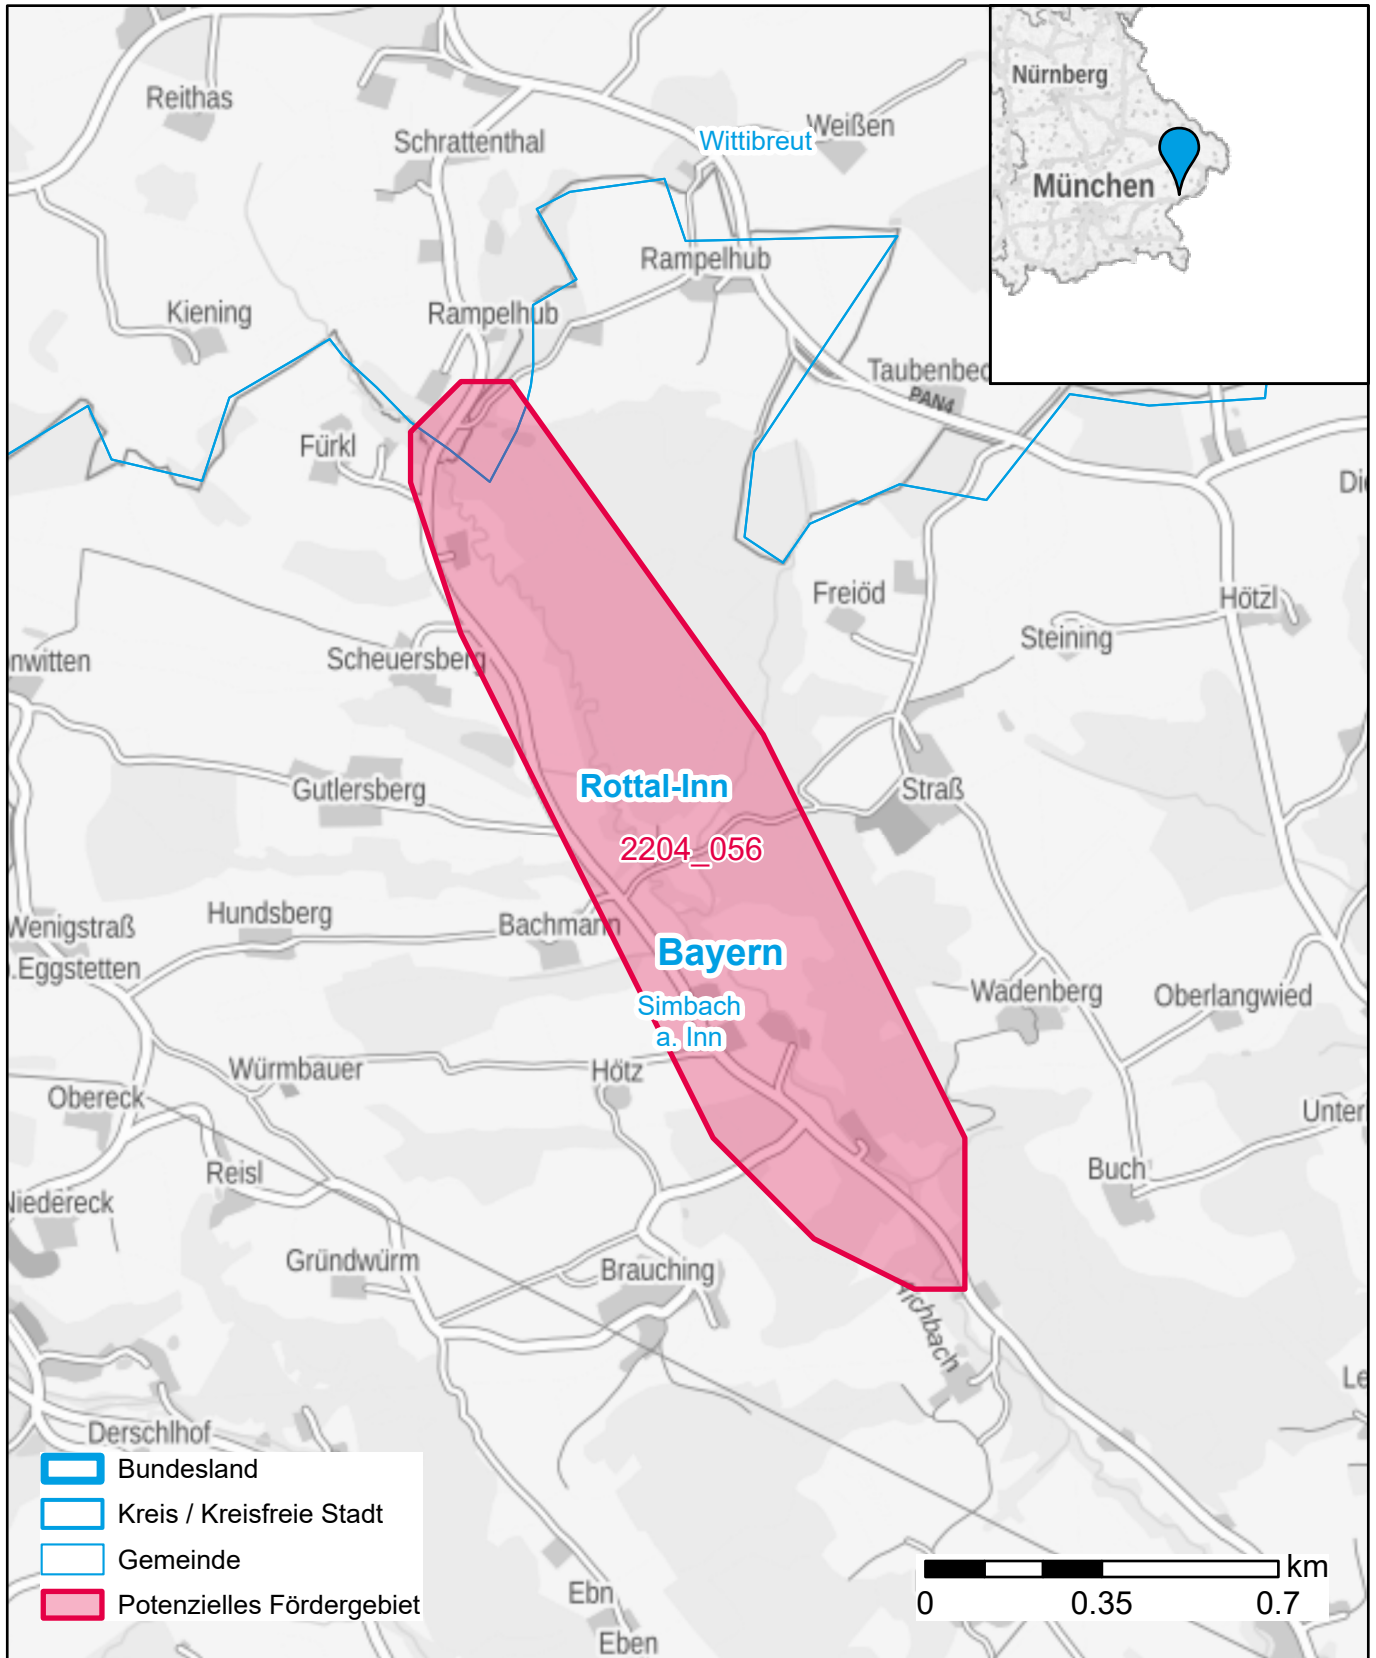 Nürnberg
München
Reithas
Schrattenthal
Wittibreut
Weißen
Rampelhub
Kiening
Rampelhub
Taubenbec
PAN4
Fürkl
Freiöd
Hötzl
Steining
nwitten
Scheuersberg
Rottal-Inn
Gutlersberg
Straß
2204_056
Hundsberg
Bachmann
Wenigstraß
.Eggstetten
Bayern
Simbach
a. Inn
Wadenberg
Oberlangwied
Würmbauer
Hötz
Obereck
Unter
Reisl
Buch
Niedereck
Gründwürm
Brauching
Derschlhof
Ebn
Eben
Bundesland
Kreis / Kreisfreie Stadt
Gemeinde
Potenzielles Fördergebiet
km
0 0.35 0.7